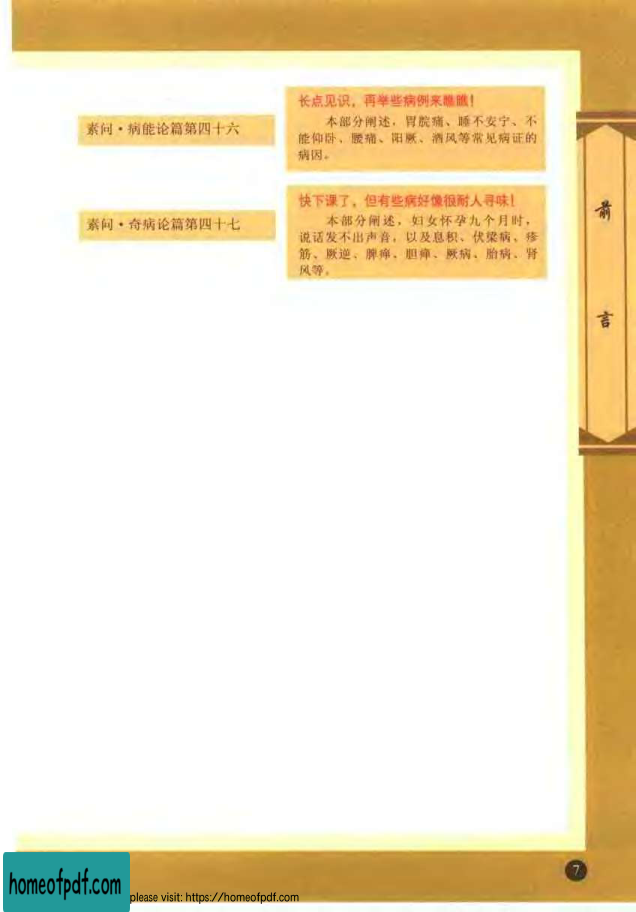 素问·病能论篇第四十六
长点见识，再举些病例来瞧瞧！
本部分阐述，胃脘痛、睡不安宁、不
能仰卧、腰痛、阳厥、酒风等常见病证的
病因。
素问·奇病论篇第四十七
快下课了，但有些病好像很耐人寻味！
本部分阐述，妇女怀孕九个月时，
说话发不出声音，以及息积、伏梁病、疹
筋、厥逆、脾瘅、胆瘅、厥病、胎病、肾
风等。
前
言
7
homeofpdf.com
please visit: https://homeofpdf.com